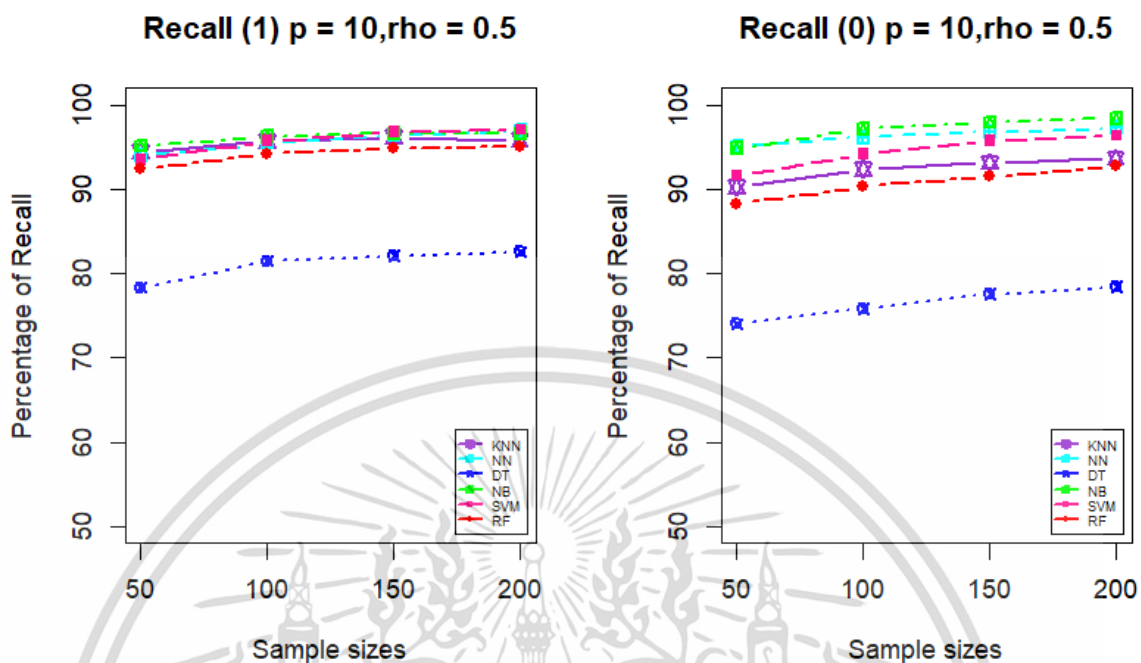 Recall (1) p = 10,rho = 0.5
Percentage of Recall
100
90
80
70
60
50
KNN
NN
DT
NB
SVM
RF
50 100 150 200
Sample sizes
Recall (0) p = 10,rho = 0.5
Percentage of Recall
100
90
80
70
60
50
KNN
NN
DT
NB
SVM
RF
50 100 150 200
Sample sizes